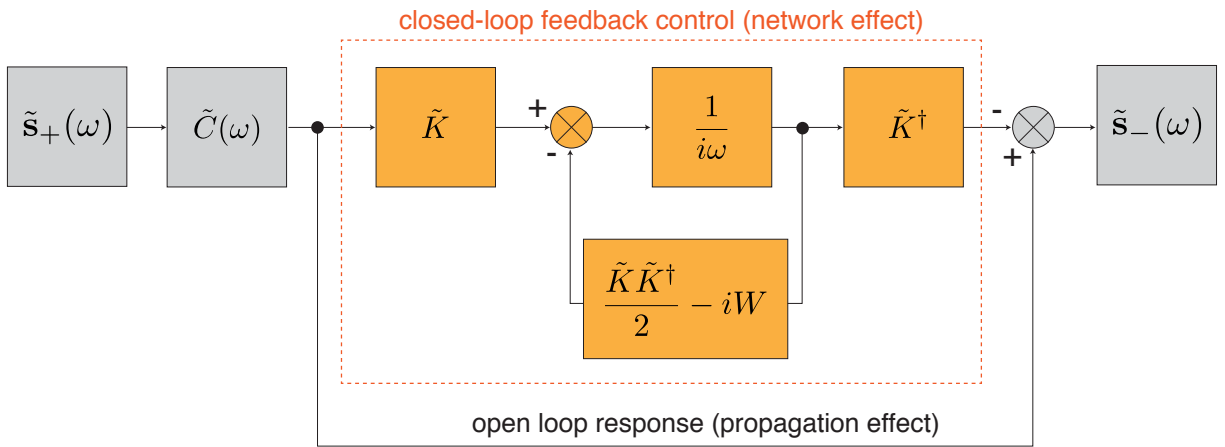 closed-loop feedback control (network effect)
s̃₊(ω)
C̃(ω)
K̃
+
-
1
iω
K̃†
-
+
s̃₋(ω)
K̃K̃†
2
− iW
open loop response (propagation effect)